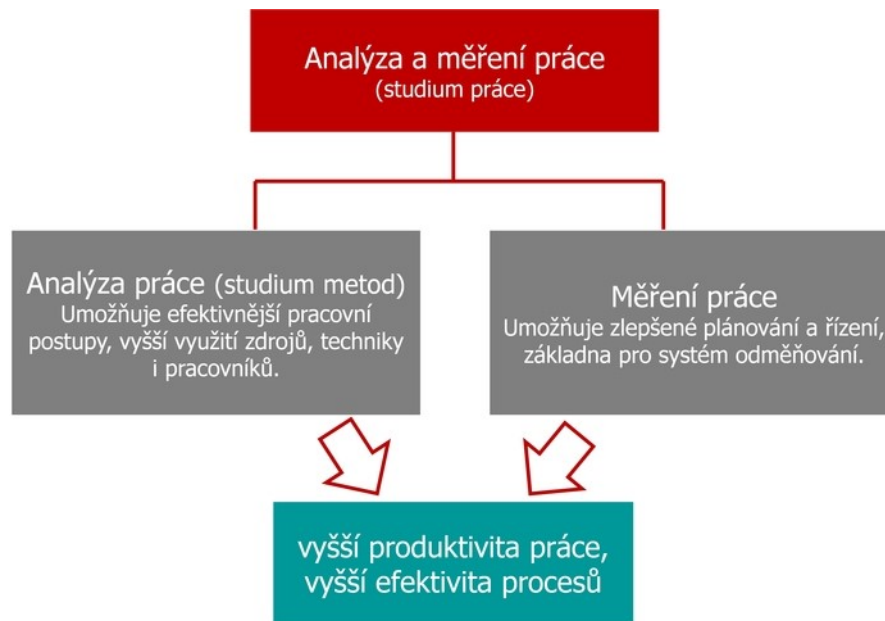 Analýza a měření práce
(studium práce)
Analýza práce (studium metod)
Umožňuje efektivnější pracovní
postupy, vyšší využití zdrojů, techniky
i pracovníků.
Měření práce
Umožňuje zlepšené plánování a řízení,
základna pro systém odměňování.
vyšší produktivita práce,
vyšší efektivita procesů